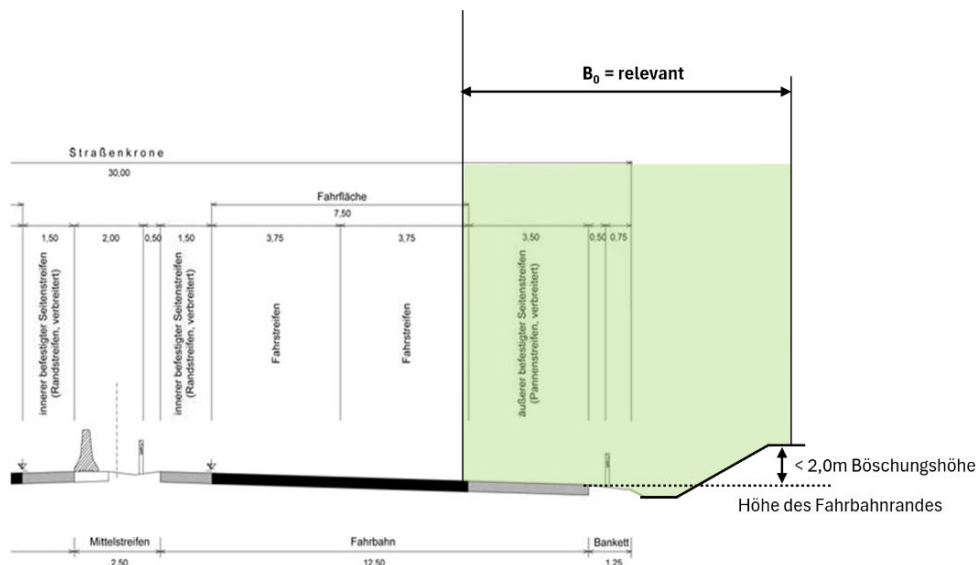 B₀ = relevant
Straßenkrone
30,00
Fahrfläche
7,50
1,50
2,00
0,50
1,50
3,75
3,75
3,50
0,50
0,75
innerer befestigter Seitenstreifen
(Randstreifen, verbreitert)
innerer befestigter Seitenstreifen
(Randstreifen, verbreitert)
Fahrstreifen
Fahrstreifen
äußerer befestigter Seitenstreifen
(Pannenstreifen, verbreitert)
< 2,0m Böschungshöhe
Höhe des Fahrbahnrandes
Mittelstreifen
Fahrbahn
Bankett
2,50
12,50
1,25